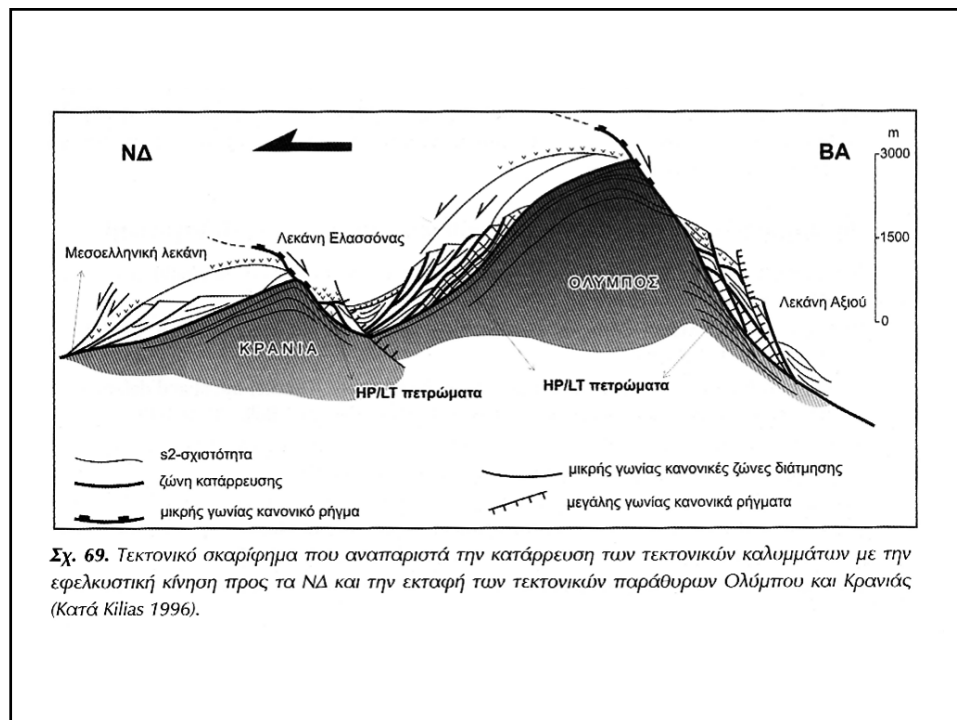 ΝΔ
ΒΑ
m
3000
Μεσοελληνική λεκάνη
Λεκάνη Ελασσόνας
1500
ΟΛΥΜΠΟΣ
Λεκάνη Αξιού
0
ΚΡΑΝΙΑ
HP/LT πετρώματα
HP/LT πετρώματα
s2-σχιστότητα
ζώνη κατάρρευσης
μικρής γωνίας κανονικό ρήγμα
μικρής γωνίας κανονικές ζώνες διάτμησης
μεγάλης γωνίας κανονικά ρήγματα
Σχ. 69. Τεκτονικό σκαρίφημα που αναπαριστά την κατάρρευση των τεκτονικών καλυμμάτων με την
εφελκυστική κίνηση προς τα ΝΔ και την εκταφή των τεκτονικών παράθυρων Ολύμπου και Κρανιάς
(Κατά Kilias 1996).